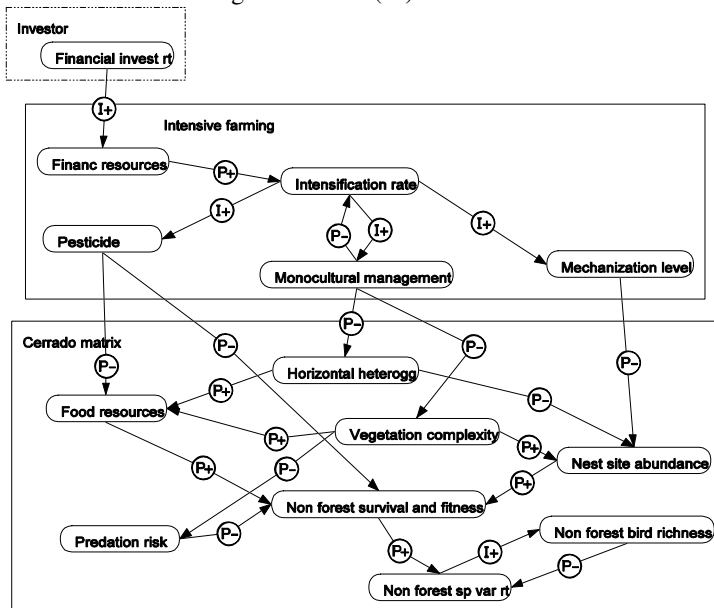 Investor
Financial invest rt
I+
Intensive farming
Financ resources
P+
Intensification rate
I+
I+
P−
I+
Pesticide
Monocultural management
Mechanization level
P−
Cerrado matrix
P−
P−
P−
P−
Horizontal heterogg
P+
P−
Food resources
P+
Vegetation complexity
P+
Nest site abundance
P+
P−
P+
Non forest survival and fitness
Predation risk
P−
P+
I+
Non forest bird richness
P−
Non forest sp var rt